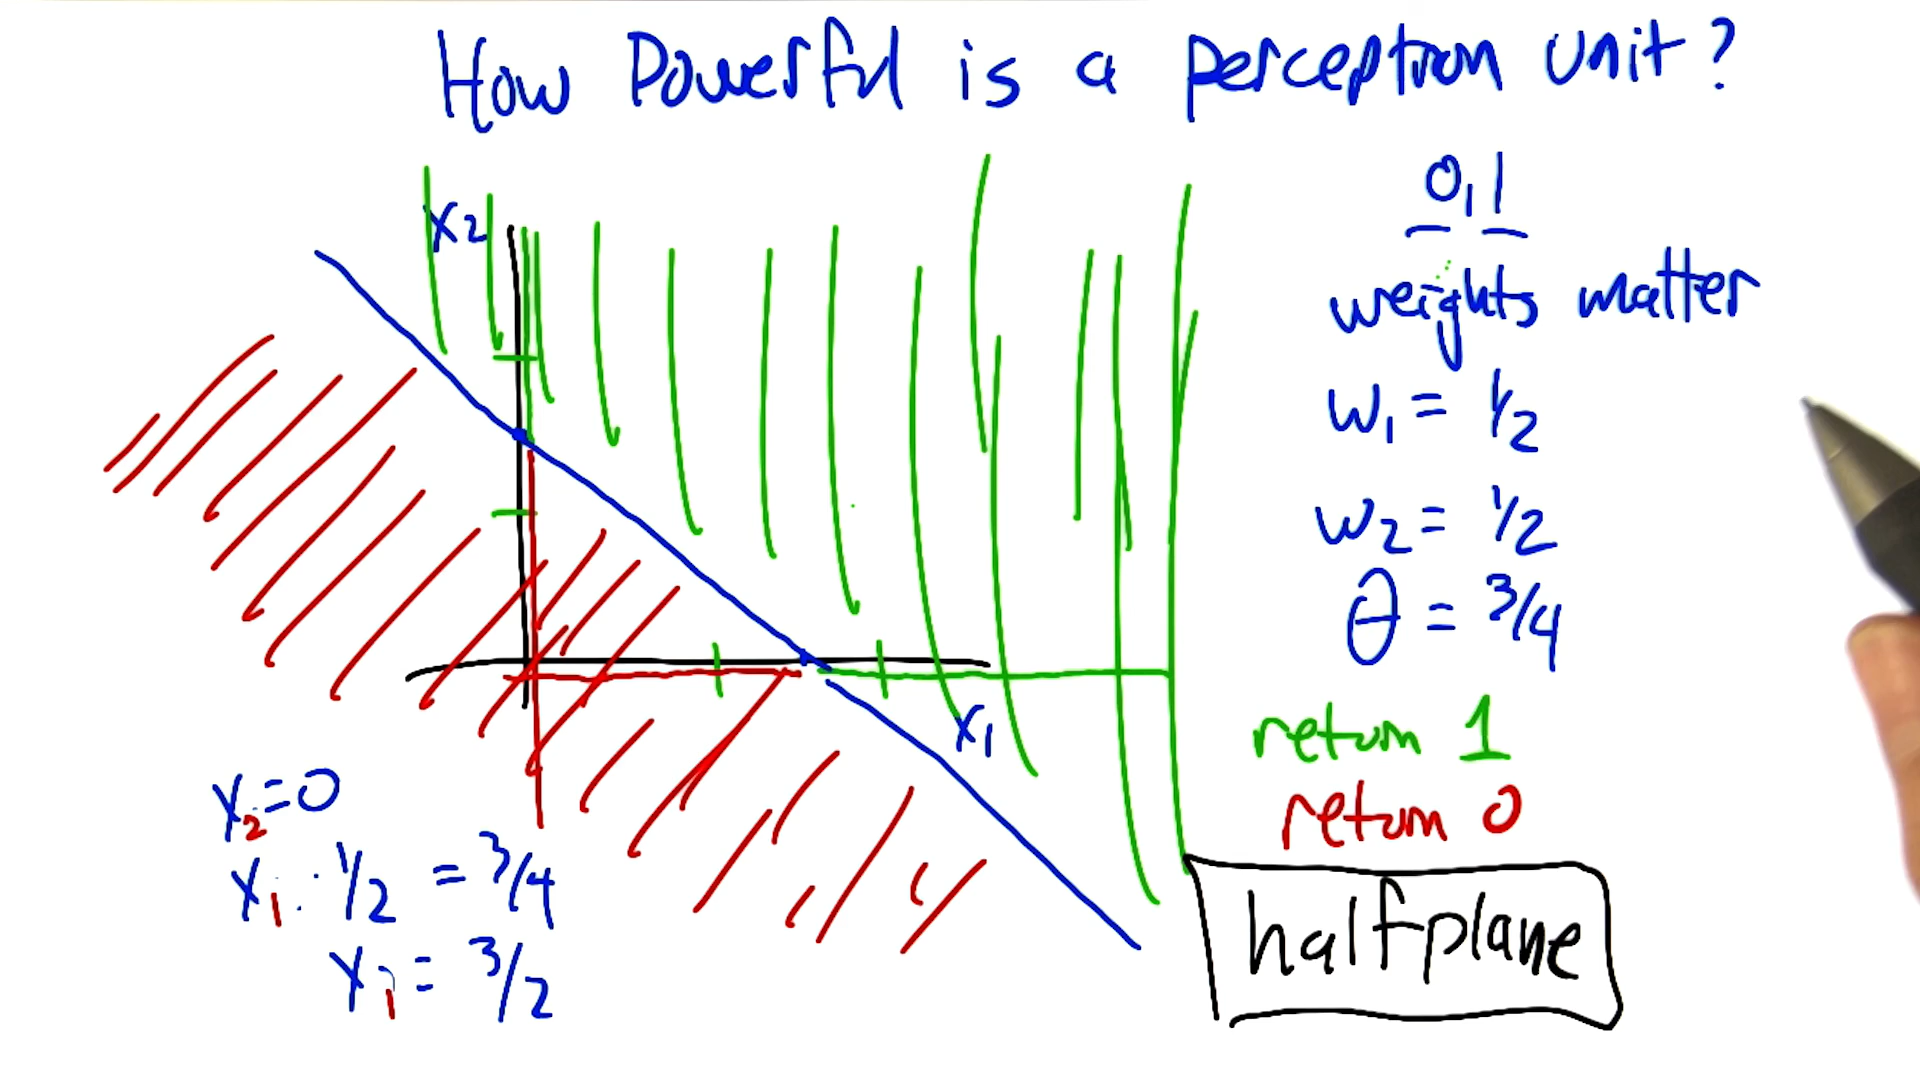 How Powerful is a perceptron unit?
0,1
weights matter
w1 = 1/2
w2 = 1/2
θ = 3/4
return 1
return 0
halfplane
x2
x1
x2=0
x1 · 1/2 = 3/4
x1 = 3/2